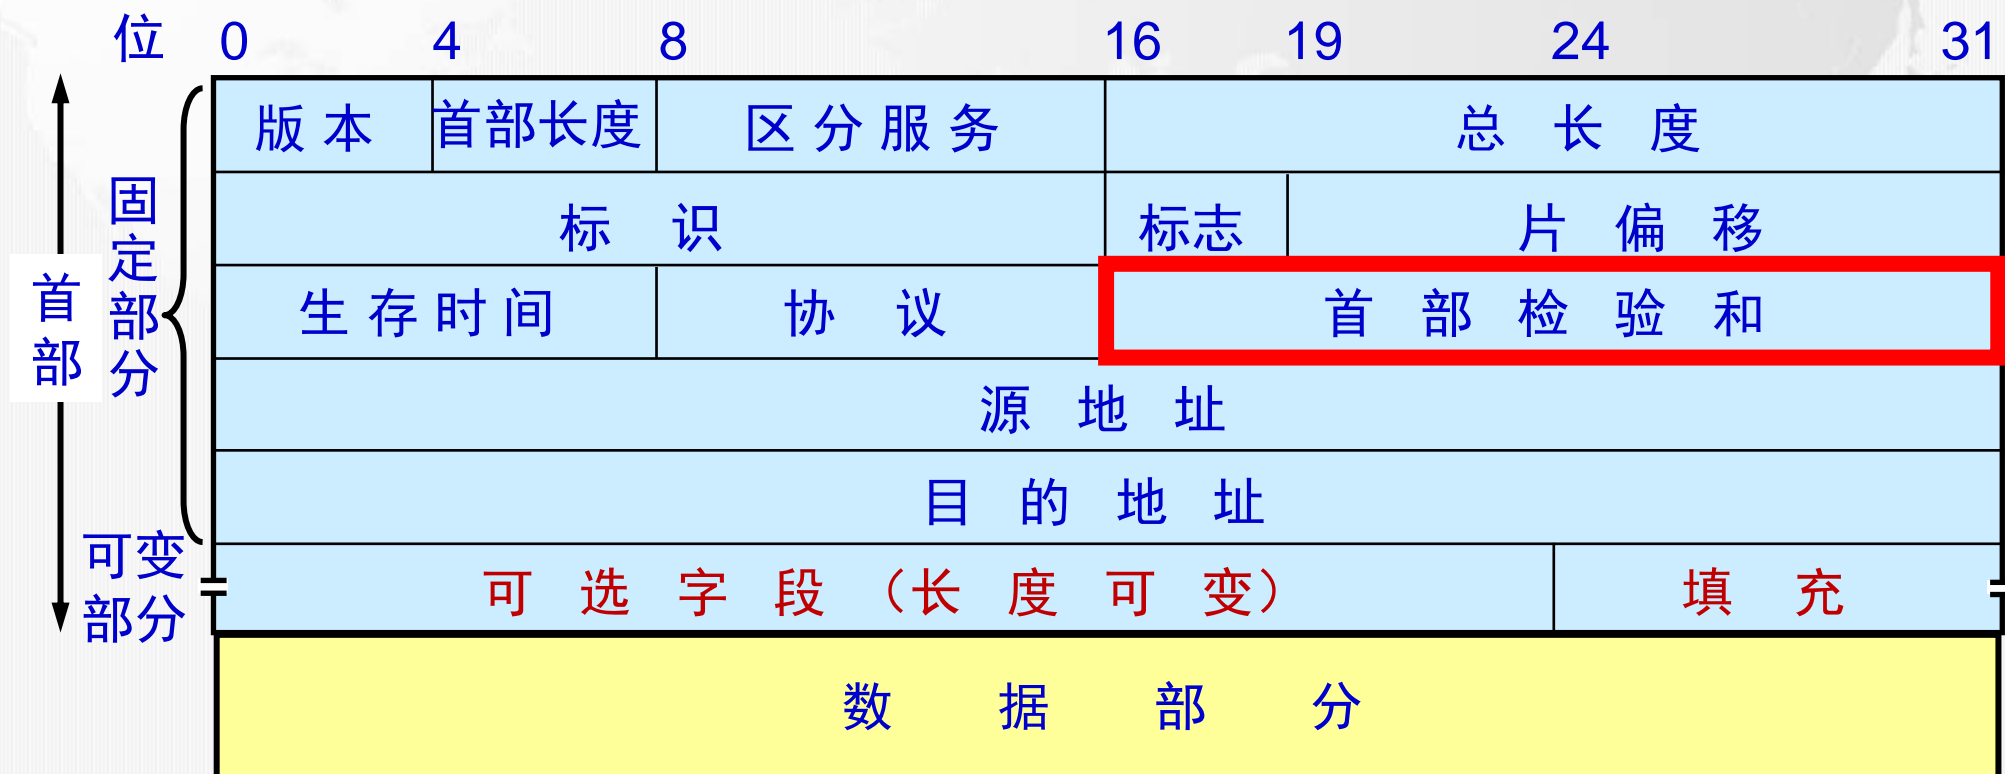 位 0 4 8 16 19 24 31
版本 首部长度 区分服务 总长度
标识 标志 片偏移
生存时间 协议 首部检验和
源地址
目的地址
可选字段（长度可变） 填充
数据部分
首部
固定部分
可变
部分